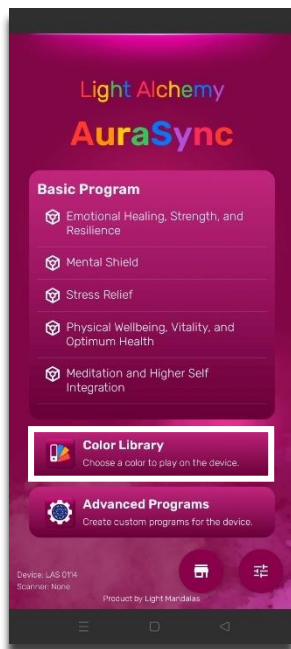 Light Alchemy
AuraSync
Basic Program
Emotional Healing, Strength, and
Resilience
Mental Shield
Stress Relief
Physical Wellbeing, Vitality, and
Optimum Health
Meditation and Higher Self
Integration
Color Library
Choose a color to play on the device.
Advanced Programs
Create custom programs for the device.
Device: LAS 0114
Scanner: None
Product by Light Mandalas